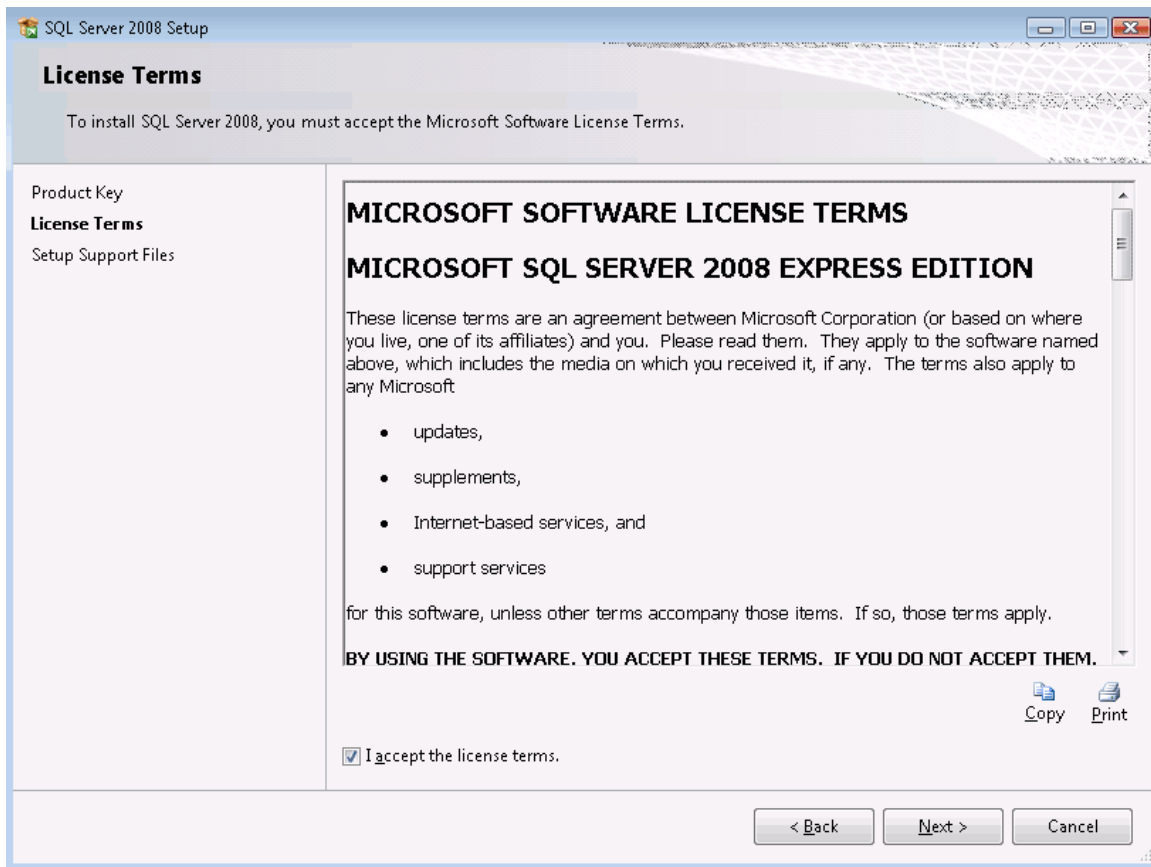 SQL Server 2008 Setup
License Terms
To install SQL Server 2008, you must accept the Microsoft Software License Terms.
Product Key
License Terms
Setup Support Files
MICROSOFT SOFTWARE LICENSE TERMS
MICROSOFT SQL SERVER 2008 EXPRESS EDITION
These license terms are an agreement between Microsoft Corporation (or based on where
you live, one of its affiliates) and you.  Please read them.  They apply to the software named
above, which includes the media on which you received it, if any.  The terms also apply to
any Microsoft
• updates,
• supplements,
• Internet-based services, and
• support services
for this software, unless other terms accompany those items.  If so, those terms apply.
BY USING THE SOFTWARE, YOU ACCEPT THESE TERMS.  IF YOU DO NOT ACCEPT THEM,
Copy Print
I accept the license terms.
< Back Next > Cancel